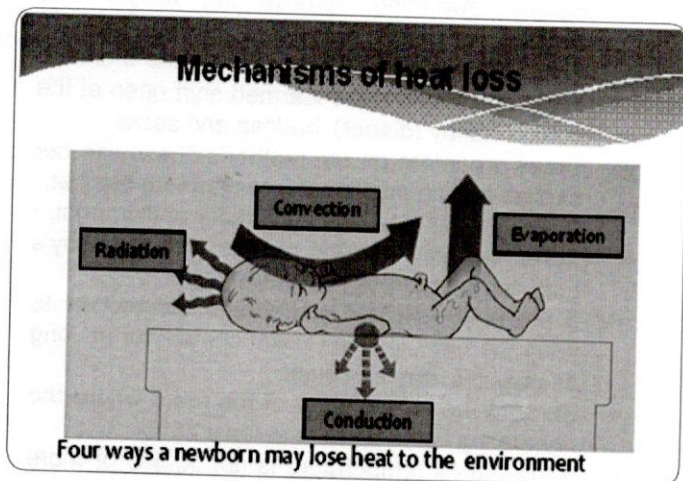 Mechanisms of heat loss
Convection
Evaporation
Radiation
Conduction
Four ways a newborn may lose heat to the environment